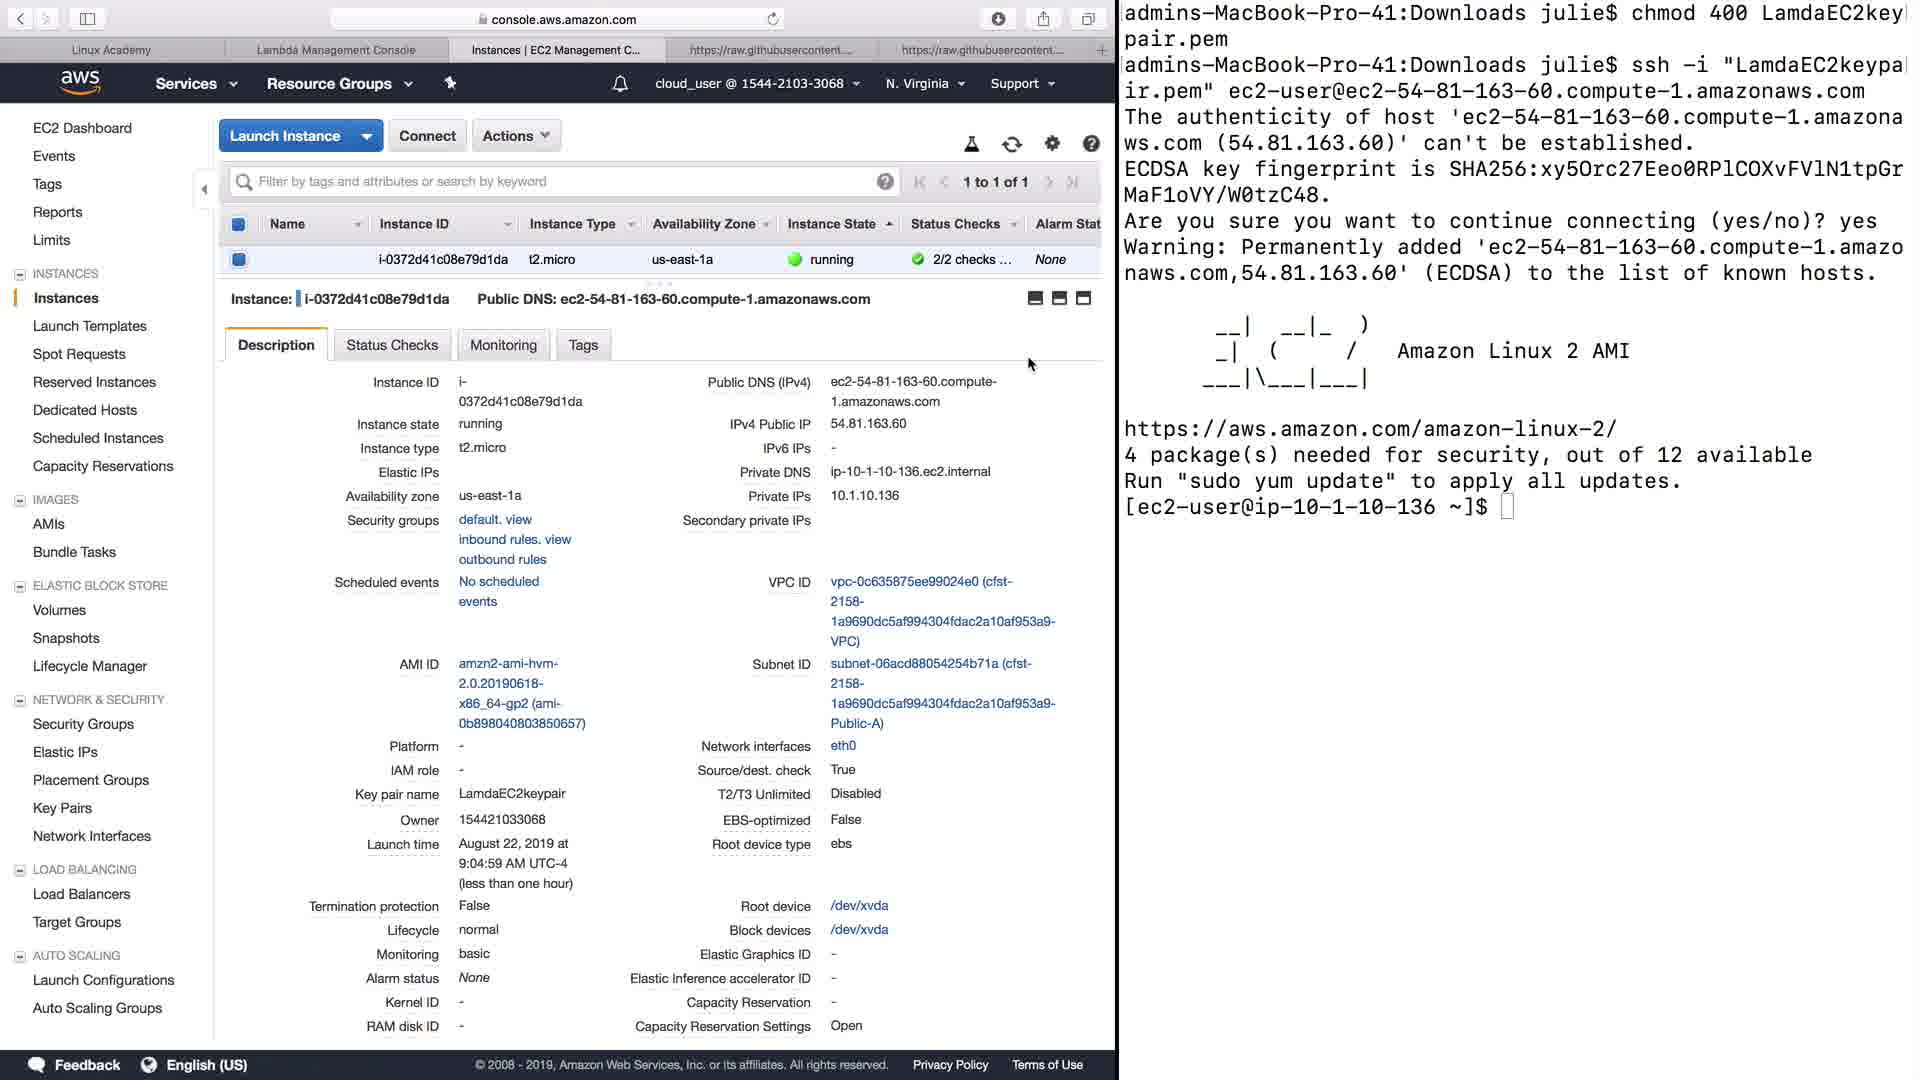 console.aws.amazon.com
Linux Academy
Lambda Management Console
Instances | EC2 Management C...
https://raw.githubusercontent....
https://raw.githubusercontent....
aws
Services
Resource Groups
cloud_user @ 1544-2103-3068
N. Virginia
Support
EC2 Dashboard
Events
Tags
Reports
Limits
INSTANCES
Instances
Launch Templates
Spot Requests
Reserved Instances
Dedicated Hosts
Scheduled Instances
Capacity Reservations
IMAGES
AMIs
Bundle Tasks
ELASTIC BLOCK STORE
Volumes
Snapshots
Lifecycle Manager
NETWORK & SECURITY
Security Groups
Elastic IPs
Placement Groups
Key Pairs
Network Interfaces
LOAD BALANCING
Load Balancers
Target Groups
AUTO SCALING
Launch Configurations
Auto Scaling Groups
Launch Instance
Connect
Actions
Filter by tags and attributes or search by keyword
1 to 1 of 1
Name Instance ID Instance Type Availability Zone Instance State Status Checks Alarm Stat
i-0372d41c08e79d1da t2.micro us-east-1a running 2/2 checks ... None
Instance: i-0372d41c08e79d1da Public DNS: ec2-54-81-163-60.compute-1.amazonaws.com
Description Status Checks Monitoring Tags
Instance ID i-
0372d41c08e79d1da
Instance state running
Instance type t2.micro
Elastic IPs
Availability zone us-east-1a
Security groups default. view
inbound rules. view
outbound rules
Scheduled events No scheduled
events
AMI ID amzn2-ami-hvm-
2.0.20190618-
x86_64-gp2 (ami-
0b898040803850657)
Platform -
IAM role -
Key pair name LamdaEC2keypair
Owner 154421033068
Launch time August 22, 2019 at
9:04:59 AM UTC-4
(less than one hour)
Termination protection False
Lifecycle normal
Monitoring basic
Alarm status None
Kernel ID -
RAM disk ID -
Public DNS (IPv4) ec2-54-81-163-60.compute-
1.amazonaws.com
IPv4 Public IP 54.81.163.60
IPv6 IPs -
Private DNS ip-10-1-10-136.ec2.internal
Private IPs 10.1.10.136
Secondary private IPs
VPC ID vpc-0c635875ee99024e0 (cfst-
2158-
1a9690dc5af994304fdac2a10af953a9-
VPC)
Subnet ID subnet-06acd88054254b71a (cfst-
2158-
1a9690dc5af994304fdac2a10af953a9-
Public-A)
Network interfaces eth0
Source/dest. check True
T2/T3 Unlimited Disabled
EBS-optimized False
Root device type ebs
Root device /dev/xvda
Block devices /dev/xvda
Elastic Graphics ID -
Elastic Inference accelerator ID -
Capacity Reservation -
Capacity Reservation Settings Open
Feedback
English (US)
© 2008 - 2019, Amazon Web Services, Inc. or its affiliates. All rights reserved.
Privacy Policy
Terms of Use
[admins-MacBook-Pro-41:Downloads julie$ chmod 400 LamdaEC2key]
pair.pem
[admins-MacBook-Pro-41:Downloads julie$ ssh -i "LamdaEC2keypa]
ir.pem" ec2-user@ec2-54-81-163-60.compute-1.amazonaws.com
The authenticity of host 'ec2-54-81-163-60.compute-1.amazona
ws.com (54.81.163.60)' can't be established.
ECDSA key fingerprint is SHA256:xy5Orc27Eeo0RPlCOXvFVlN1tpGr
MaF1oVY/W0tzC48.
Are you sure you want to continue connecting (yes/no)? yes
Warning: Permanently added 'ec2-54-81-163-60.compute-1.amazo
naws.com,54.81.163.60' (ECDSA) to the list of known hosts.
__|  __|_  )
_|  (     /   Amazon Linux 2 AMI
___|\___|___|
https://aws.amazon.com/amazon-linux-2/
4 package(s) needed for security, out of 12 available
Run "sudo yum update" to apply all updates.
[ec2-user@ip-10-1-10-136 ~]$